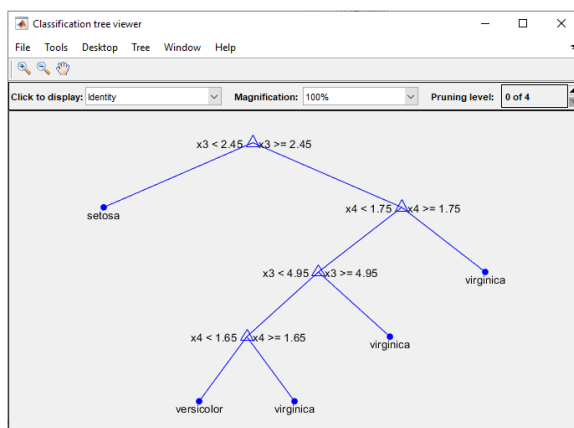 Classification tree viewer
File Tools Desktop Tree Window Help
Click to display: Identity Magnification: 100% Pruning level: 0 of 4
x3 < 2.45 x3 >= 2.45
setosa
x4 < 1.75 x4 >= 1.75
x3 < 4.95 x3 >= 4.95
virginica
x4 < 1.65 x4 >= 1.65
virginica
versicolor virginica